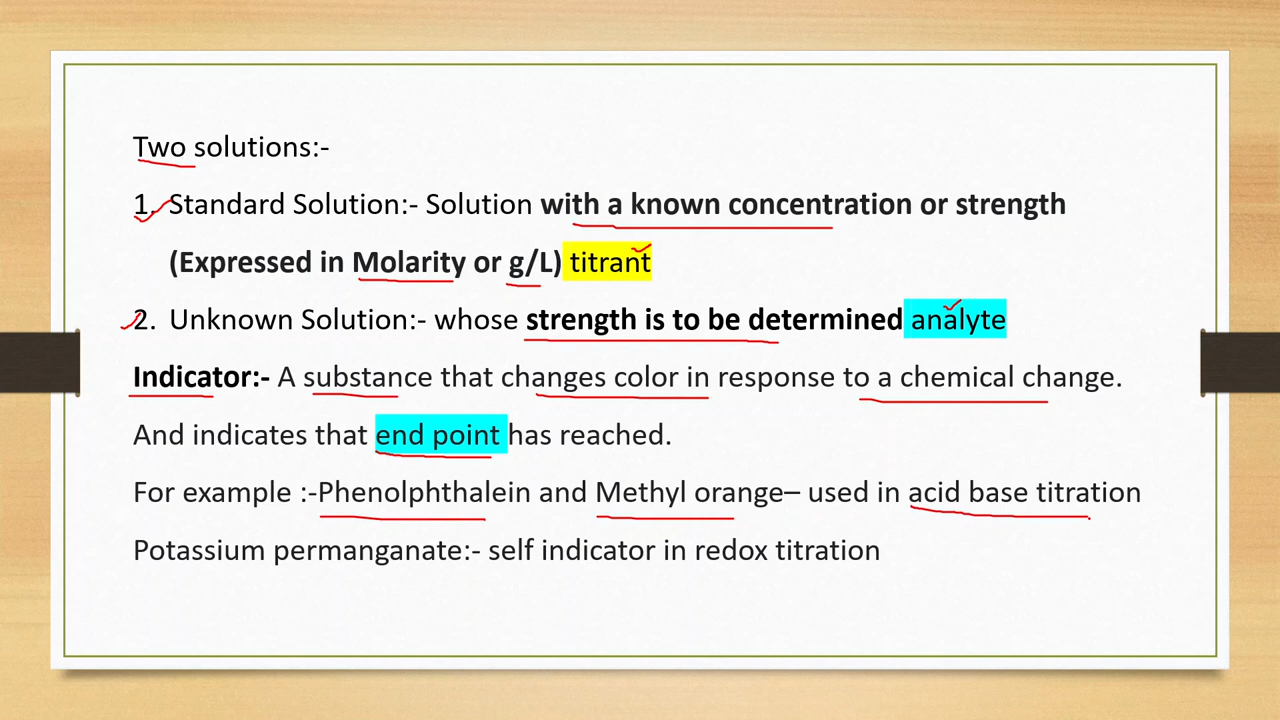 Two solutions:-
1. Standard Solution:- Solution with a known concentration or strength
(Expressed in Molarity or g/L) titrant
2. Unknown Solution:- whose strength is to be determined analyte
Indicator:- A substance that changes color in response to a chemical change.
And indicates that end point has reached.
For example :-Phenolphthalein and Methyl orange– used in acid base titration
Potassium permanganate:- self indicator in redox titration